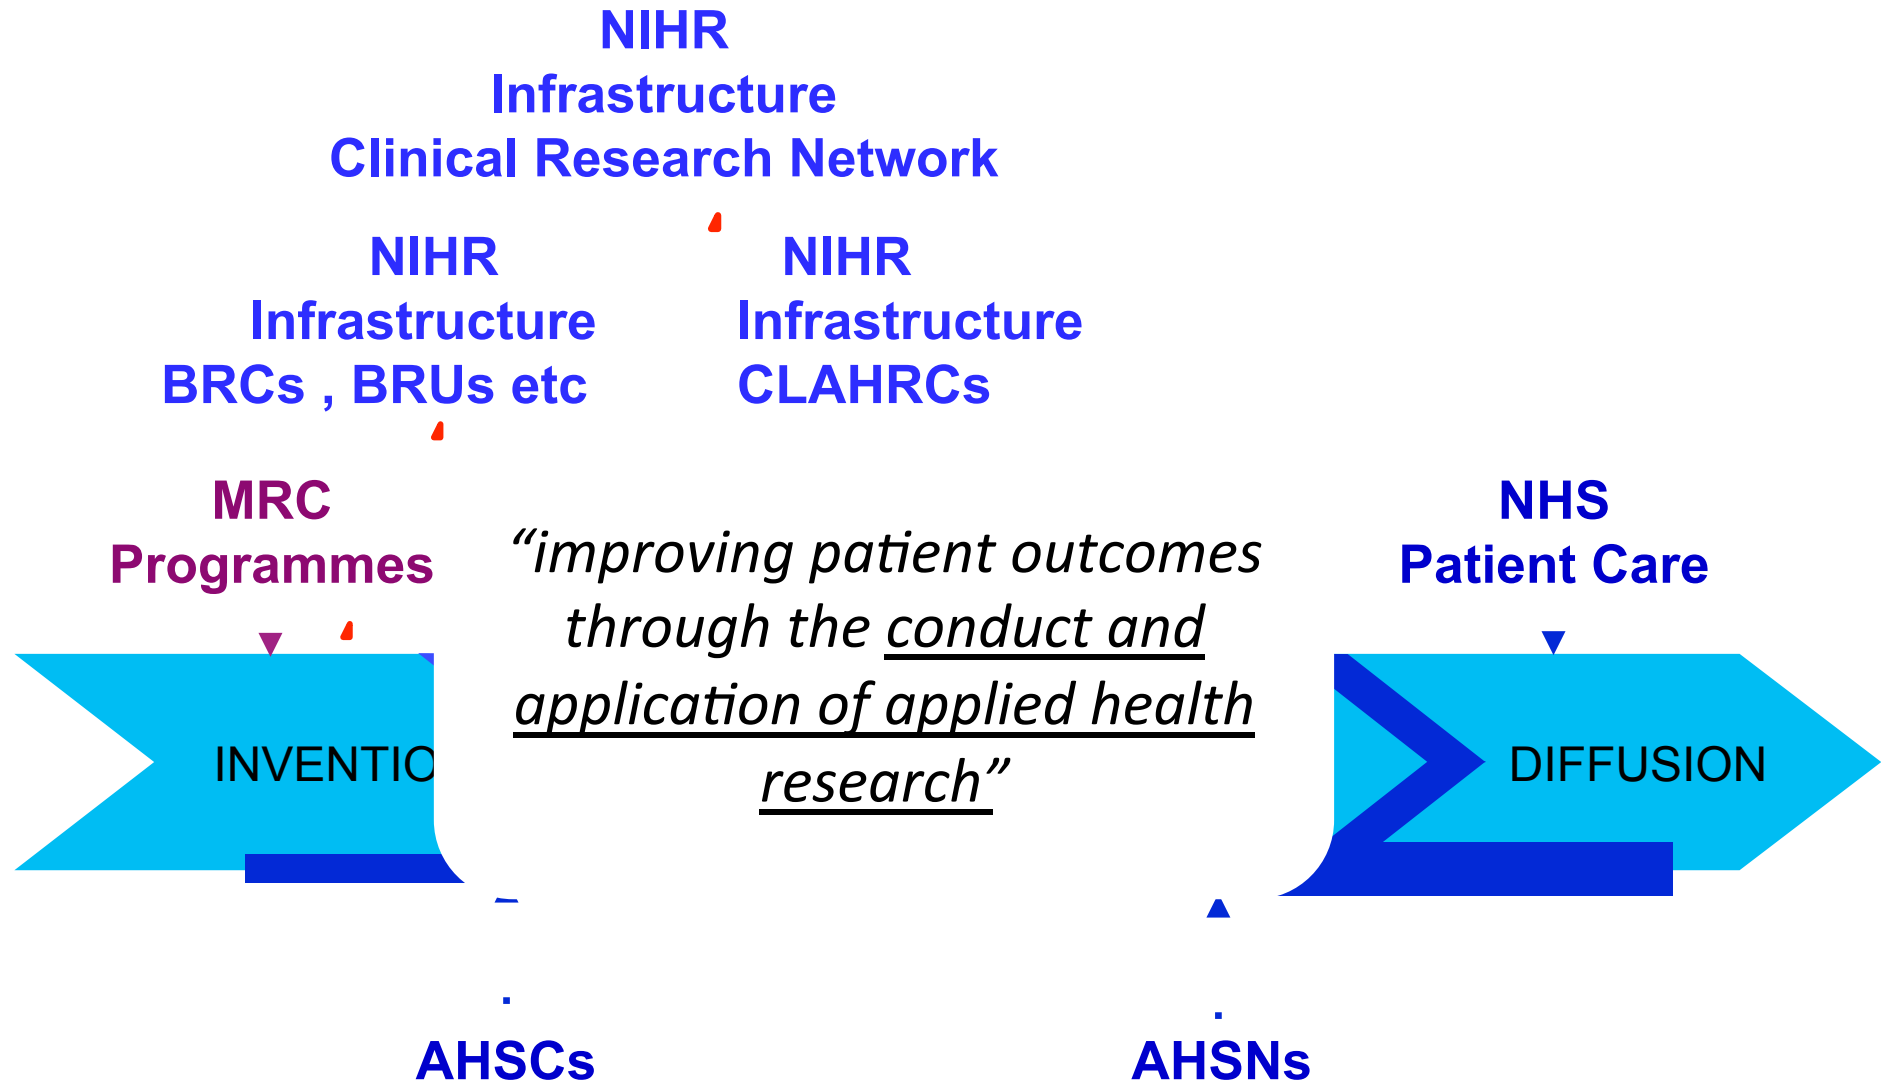 NIHR
Infrastructure
Clinical Research Network
NIHR
Infrastructure
BRCs , BRUs etc
NIHR
Infrastructure
CLAHRCs
MRC
Programmes
“improving patient outcomes
through the conduct and
application of applied health
research”
NHS
Patient Care
INVENTIO
DIFFUSION
AHSCs
AHSNs